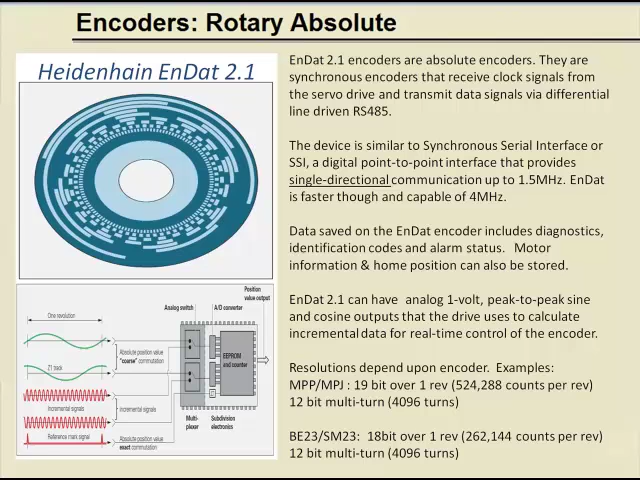 Encoders: Rotary Absolute
Heidenhain EnDat 2.1
EnDat 2.1 encoders are absolute encoders. They are
synchronous encoders that receive clock signals from
the servo drive and transmit data signals via differential
line driven RS485.
The device is similar to Synchronous Serial Interface or
SSI, a digital point-to-point interface that provides
single-directional communication up to 1.5MHz. EnDat
is faster though and capable of 4MHz.
Data saved on the EnDat encoder includes diagnostics,
identification codes and alarm status. Motor
information & home position can also be stored.
EnDat 2.1 can have analog 1-volt, peak-to-peak sine
and cosine outputs that the drive uses to calculate
incremental data for real-time control of the encoder.
Resolutions depend upon encoder. Examples:
MPP/MPJ : 19 bit over 1 rev (524,288 counts per rev)
12 bit multi-turn (4096 turns)
BE23/SM23: 18bit over 1 rev (262,144 counts per rev)
12 bit multi-turn (4096 turns)
Position
value output
One revolution
Analog switch
A/D converter
Absolute position value
"coarse" commutation
Z1 track
EEPROM
and counter
Incremental signals
Incremental signals
Reference mark signal
Absolute position value
exact commutation
Multi-
plexer
Subdivision
electronics